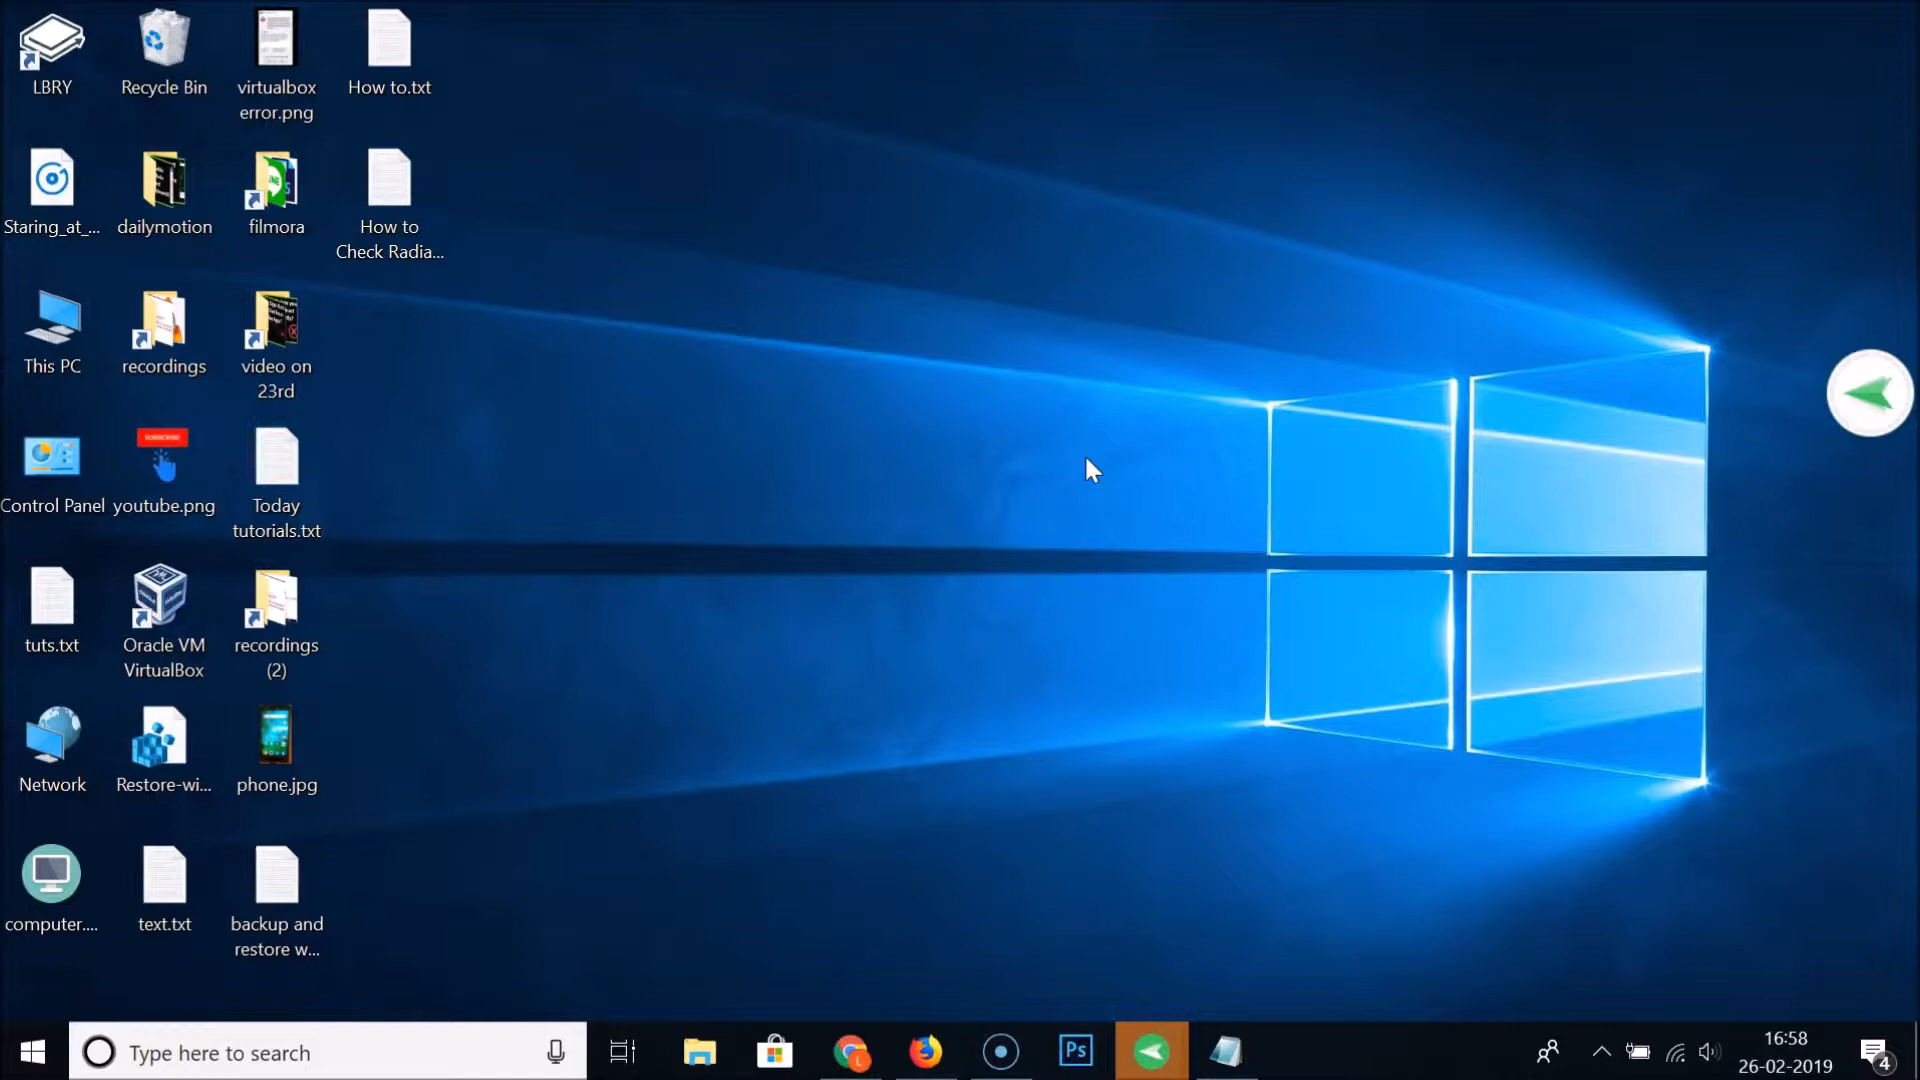 LBRY
Recycle Bin
virtualbox
error.png
How to.txt
Staring_at_...
dailymotion
filmora
How to
Check Radia...
This PC
recordings
video on
23rd
SUBSCRIBE
Control Panel
youtube.png
Today
tutorials.txt
tuts.txt
Oracle VM
VirtualBox
recordings
(2)
Network
Restore-wi...
phone.jpg
computer....
text.txt
backup and
restore w...
Type here to search
L
Ps
16:58
26-02-2019
4